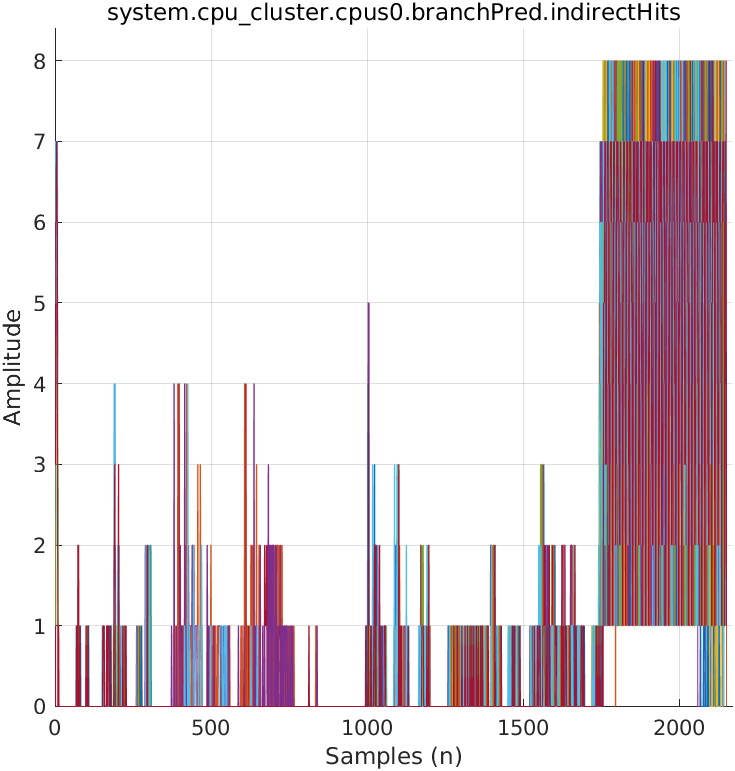 system.cpu_cluster.cpus0.branchPred.indirectHits
8
7
6
5
4
3
2
1
0
Amplitude
0 500 1000 1500 2000
Samples (n)